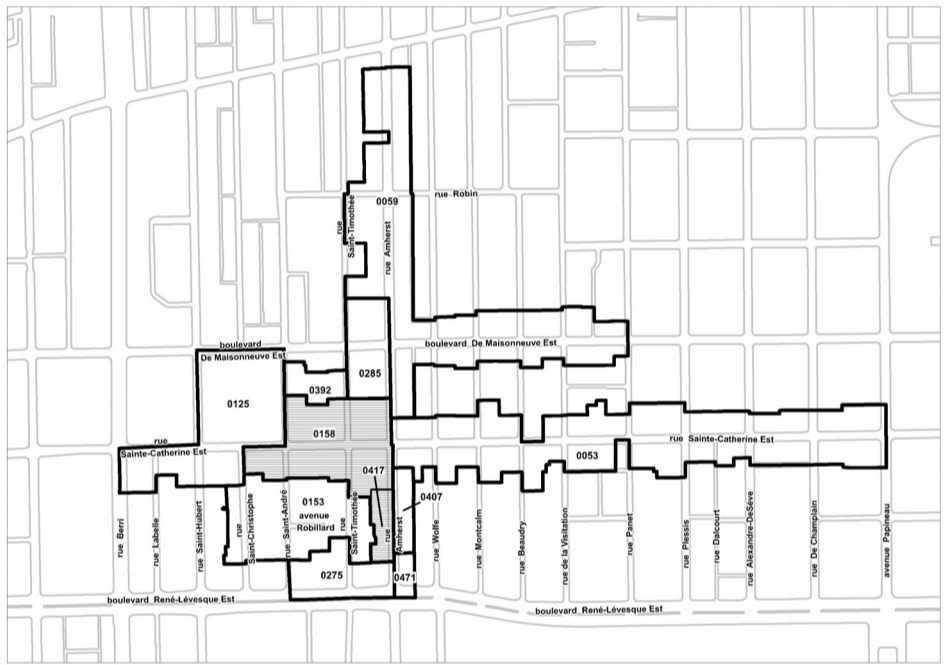 rue Robin
0059
rue
Saint-Timothée
rue Amherst
boulevard
De Maisonneuve Est
boulevard De Maisonneuve Est
0285
0392
0125
0158
rue
Sainte-Catherine Est
rue Sainte-Catherine Est
0053
0417
0407
0153
avenue
Robillard
rue Berri
rue Labelle
rue Saint-Hubert
rue
Saint-Christophe
rue Saint-André
rue
Saint-Timothée
rue
Amherst
rue Wolfe
rue Montcalm
rue Beaudry
rue de la Visitation
rue Panet
rue Plessis
rue Dalcourt
rue Alexandre-DeSève
rue De Champlain
avenue Papineau
0275
0471
boulevard René-Lévesque Est
boulevard René-Lévesque Est